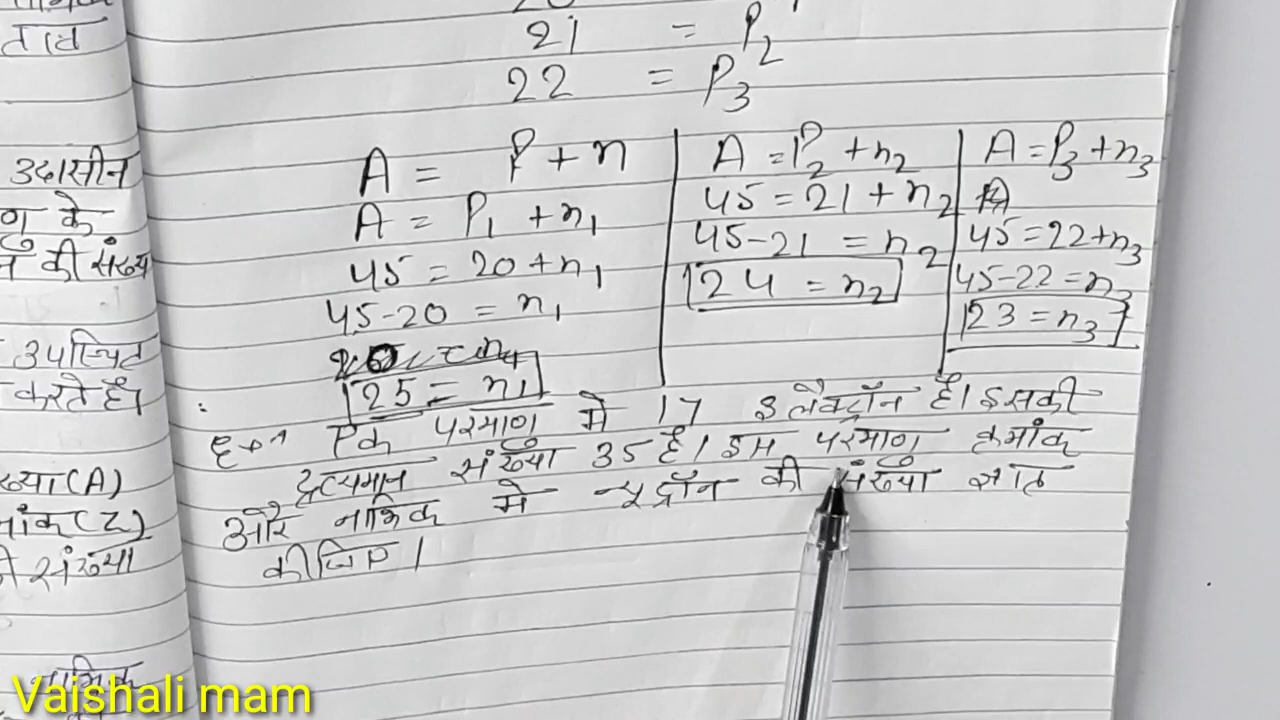 तात
उदासीन
ण के
न की संख्या
उपस्थित
करते है।
ख्या (A)
मांक (Z)
की संख्या
नाभिक
21 = P2
22 = P3
A = P + n
A = P1 + n1
45 = 20 + n1
45 - 20 = n1
25 = n1
A = P2 + n2
45 = 21 + n2
45 - 21 = n2
24 = n2
A = P3 + n3
45 = 22 + n3
45 - 22 = n3
23 = n3
एक परमाणु मे 17 इलैक्ट्रॉन है। इसकी
द्रव्यमान संख्या 35 है। इस परमाणु क्रमांक
और नाभिक मे न्यूट्रॉन की संख्या ज्ञात
कीजिए।
Vaishali mam